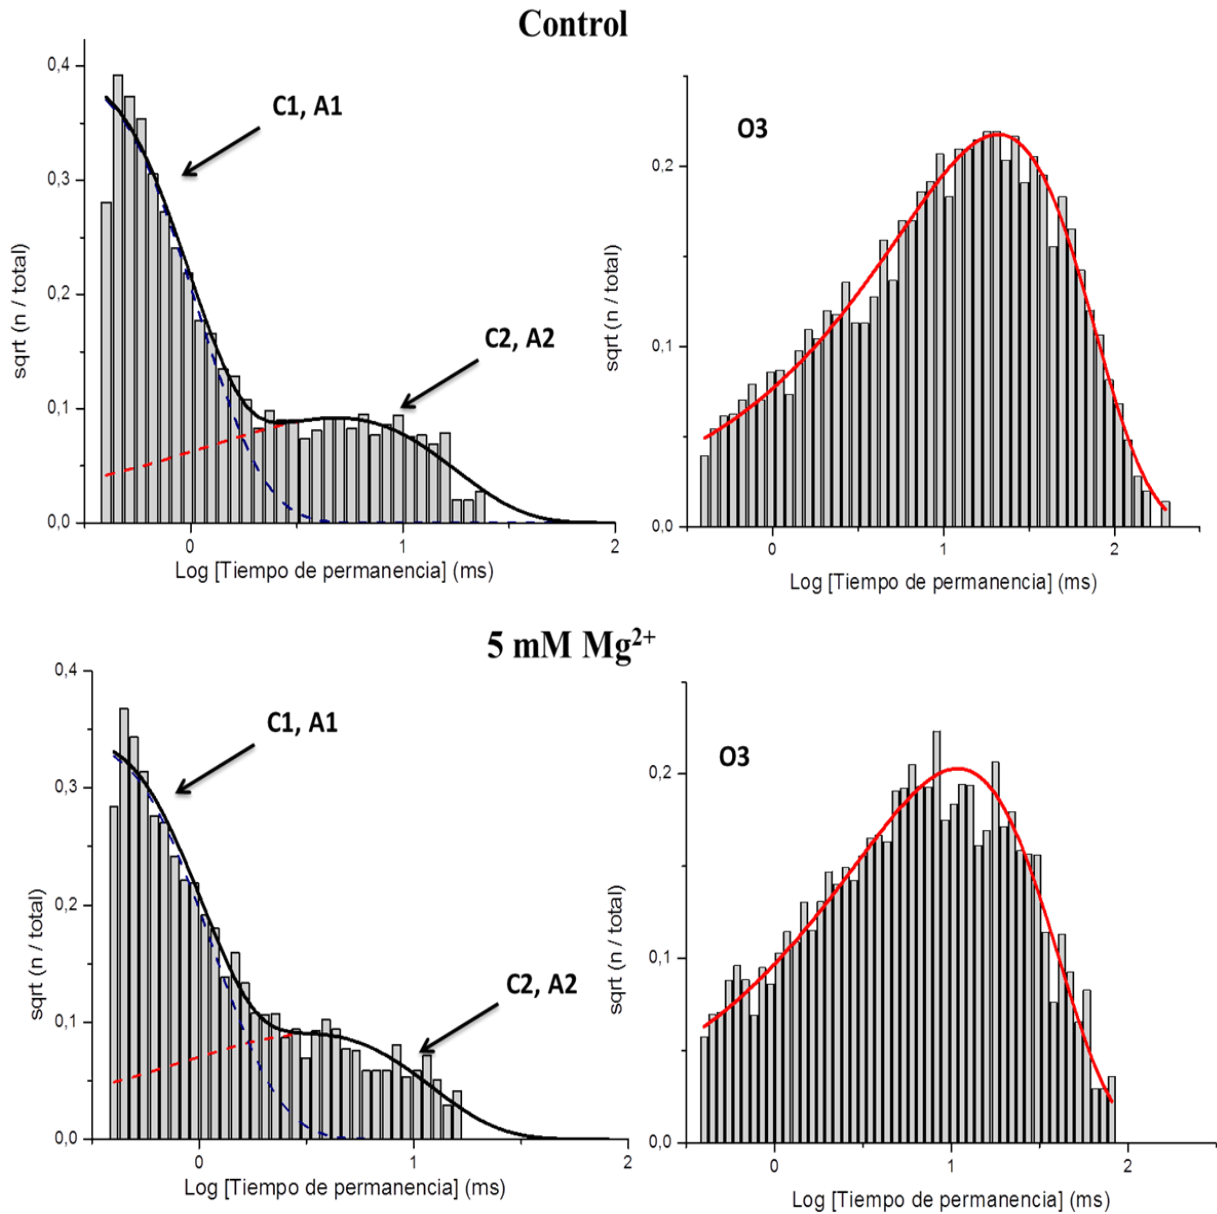 Control
0,4
0,3
0,2
0,1
0,0
sqrt (n / total)
C1, A1
C2, A2
0
1
2
Log [Tiempo de permanencia] (ms)
O3
0,2
0,1
0,0
sqrt (n / total)
0
1
2
Log [Tiempo de permanencia] (ms)
5 mM Mg²⁺
0,4
0,3
0,2
0,1
0,0
sqrt (n / total)
C1, A1
C2, A2
0
1
2
Log [Tiempo de permanencia] (ms)
O3
0,2
0,1
0,0
sqrt (n / total)
0
1
2
Log [Tiempo de permanencia] (ms)